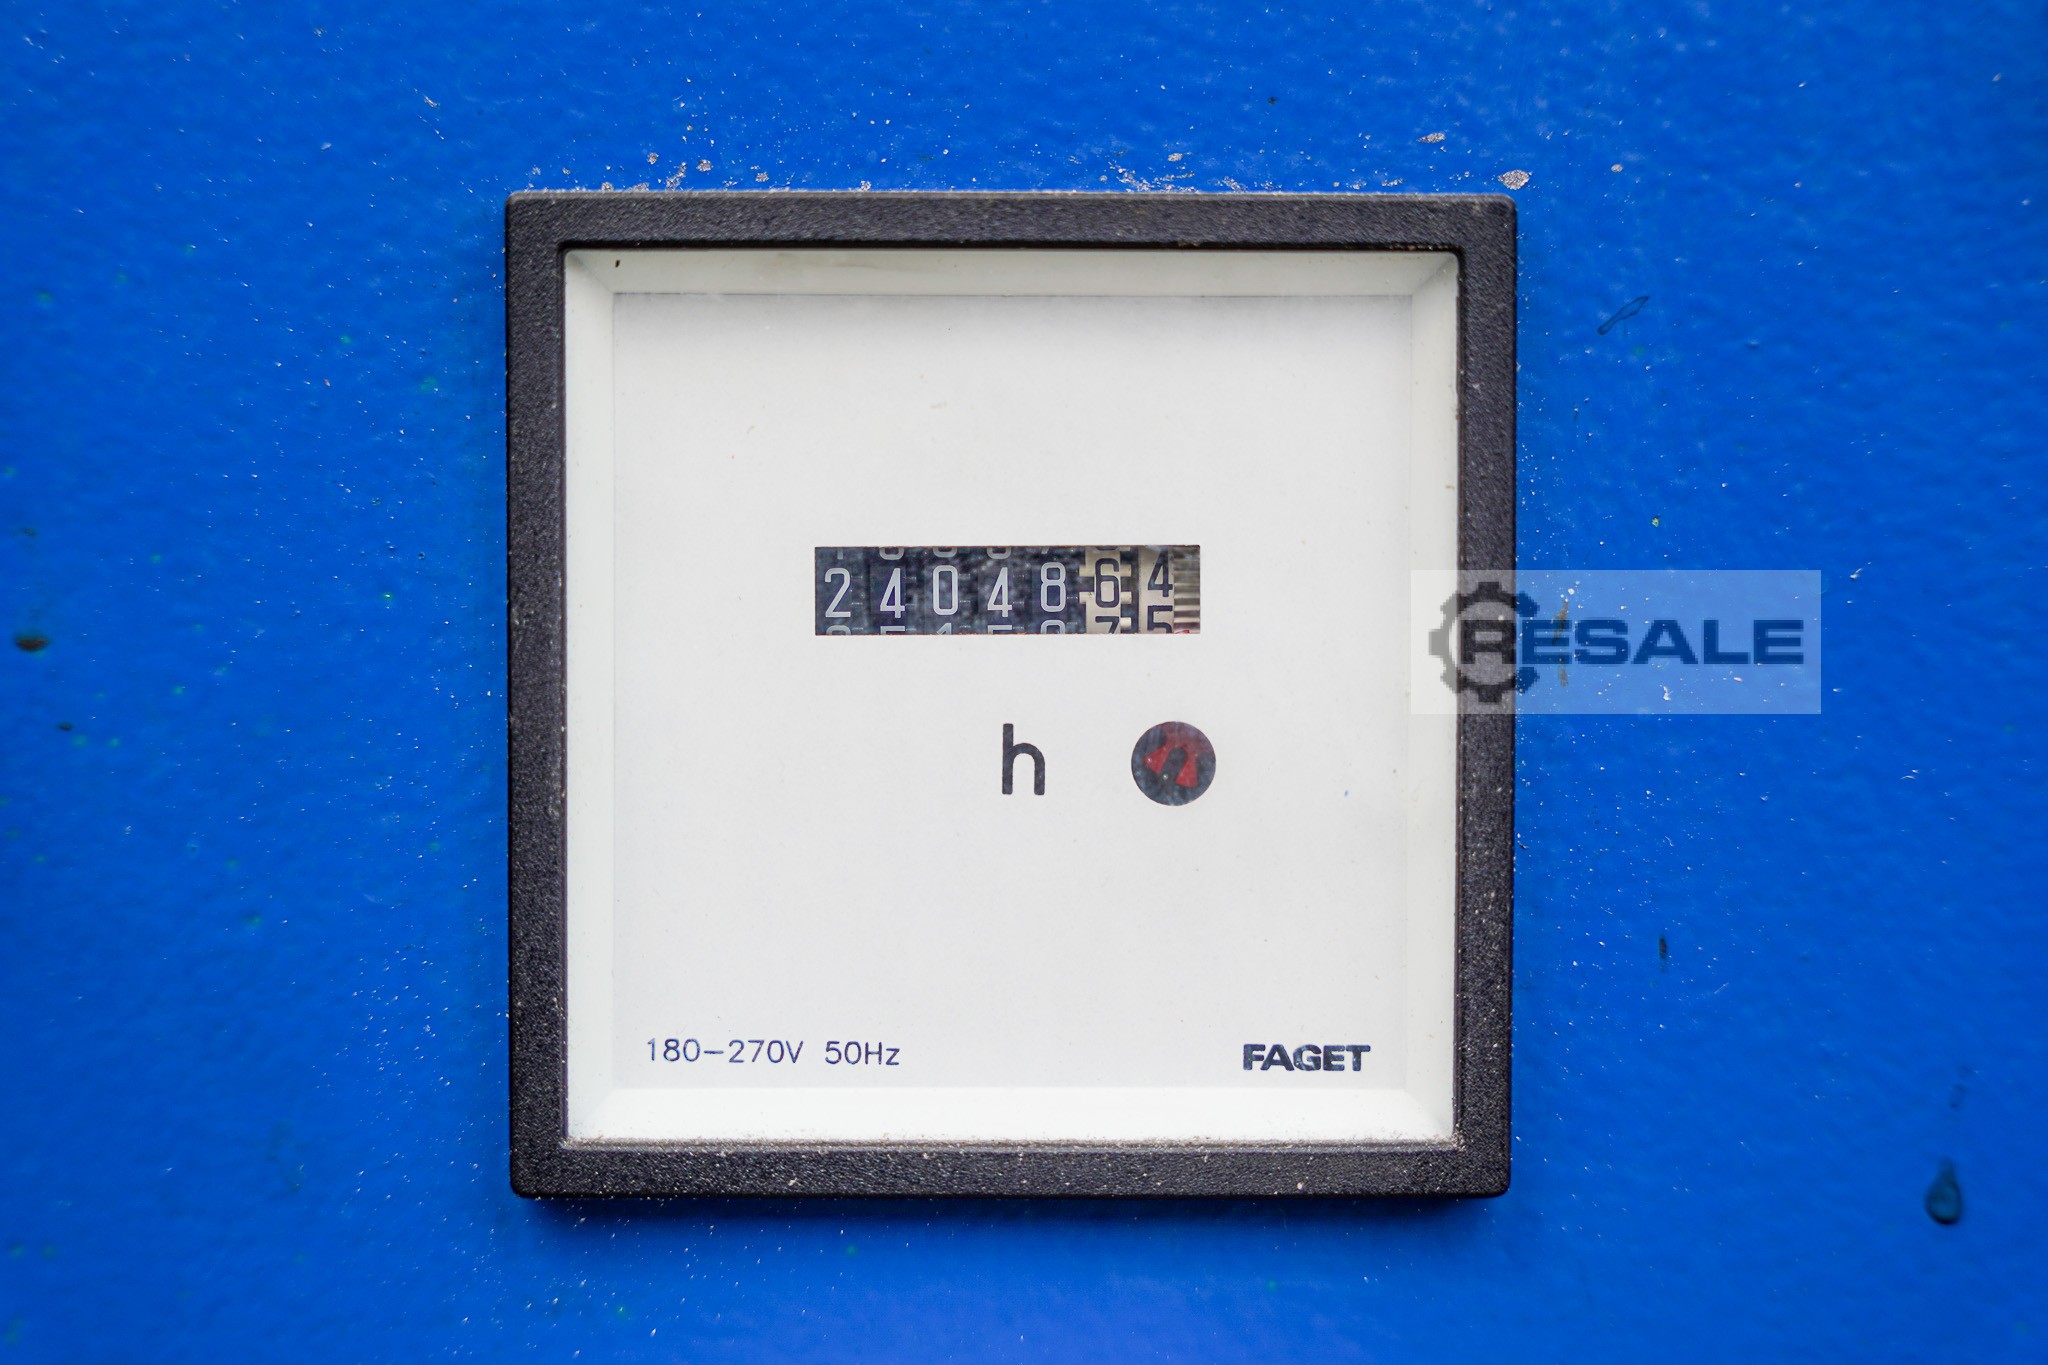 2404864
RESALE
h
180-270V 50Hz
FAGET